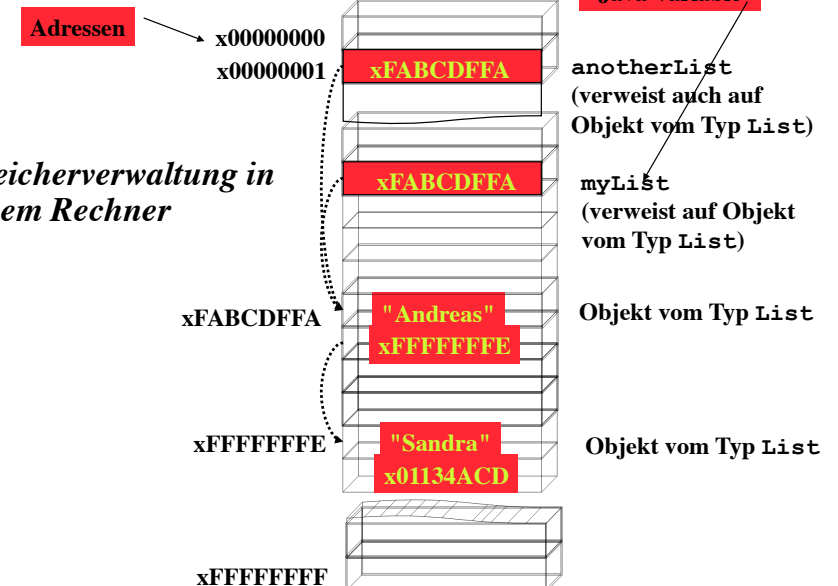 Adressen
x00000000
x00000001
xFABCDFFA
anotherList
(verweist auch auf
Objekt vom Typ List)
eicherverwaltung in
em Rechner
xFABCDFFA
myList
(verweist auf Objekt
vom Typ List)
xFABCDFFA
"Andreas"
xFFFFFFFE
Objekt vom Typ List
xFFFFFFFE
"Sandra"
x01134ACD
Objekt vom Typ List
xFFFFFFFF